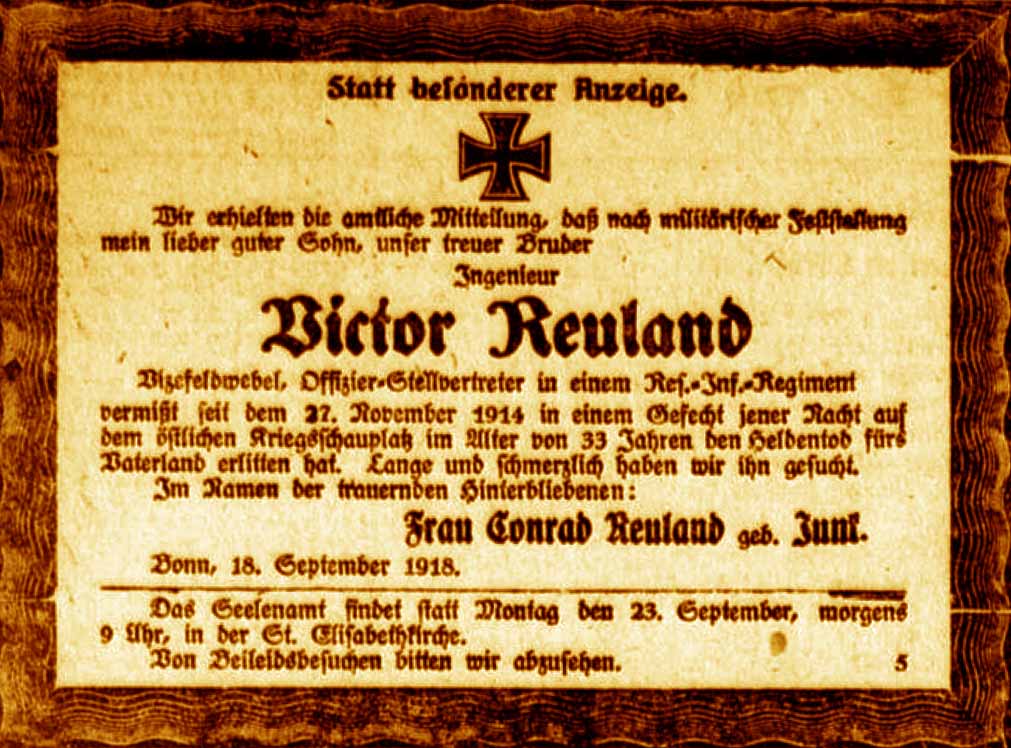 Statt besonderer Anzeige.
Wir erhielten die amtliche Mitteilung, daß nach militärischer Feststellung
mein lieber guter Sohn, unser treuer Bruder
Ingenieur
Victor Reuland
Vizefeldwebel, Offizier-Stellvertreter in einem Res.-Inf.-Regiment
vermißt seit dem 27. November 1914 in einem Gefecht jener Nacht auf
dem östlichen Kriegsschauplatz im Alter von 33 Jahren den Heldentod fürs
Vaterland erlitten hat. Lange und schmerzlich haben wir ihn gesucht.
Im Namen der trauernden Hinterbliebenen:
Frau Conrad Reuland geb. Junk.
Bonn, 18. September 1918.
Das Seelenamt findet statt Montag den 23. September, morgens
9 Uhr, in der St. Elisabethkirche.
Von Beileidsbesuchen bitten wir abzusehen. 5